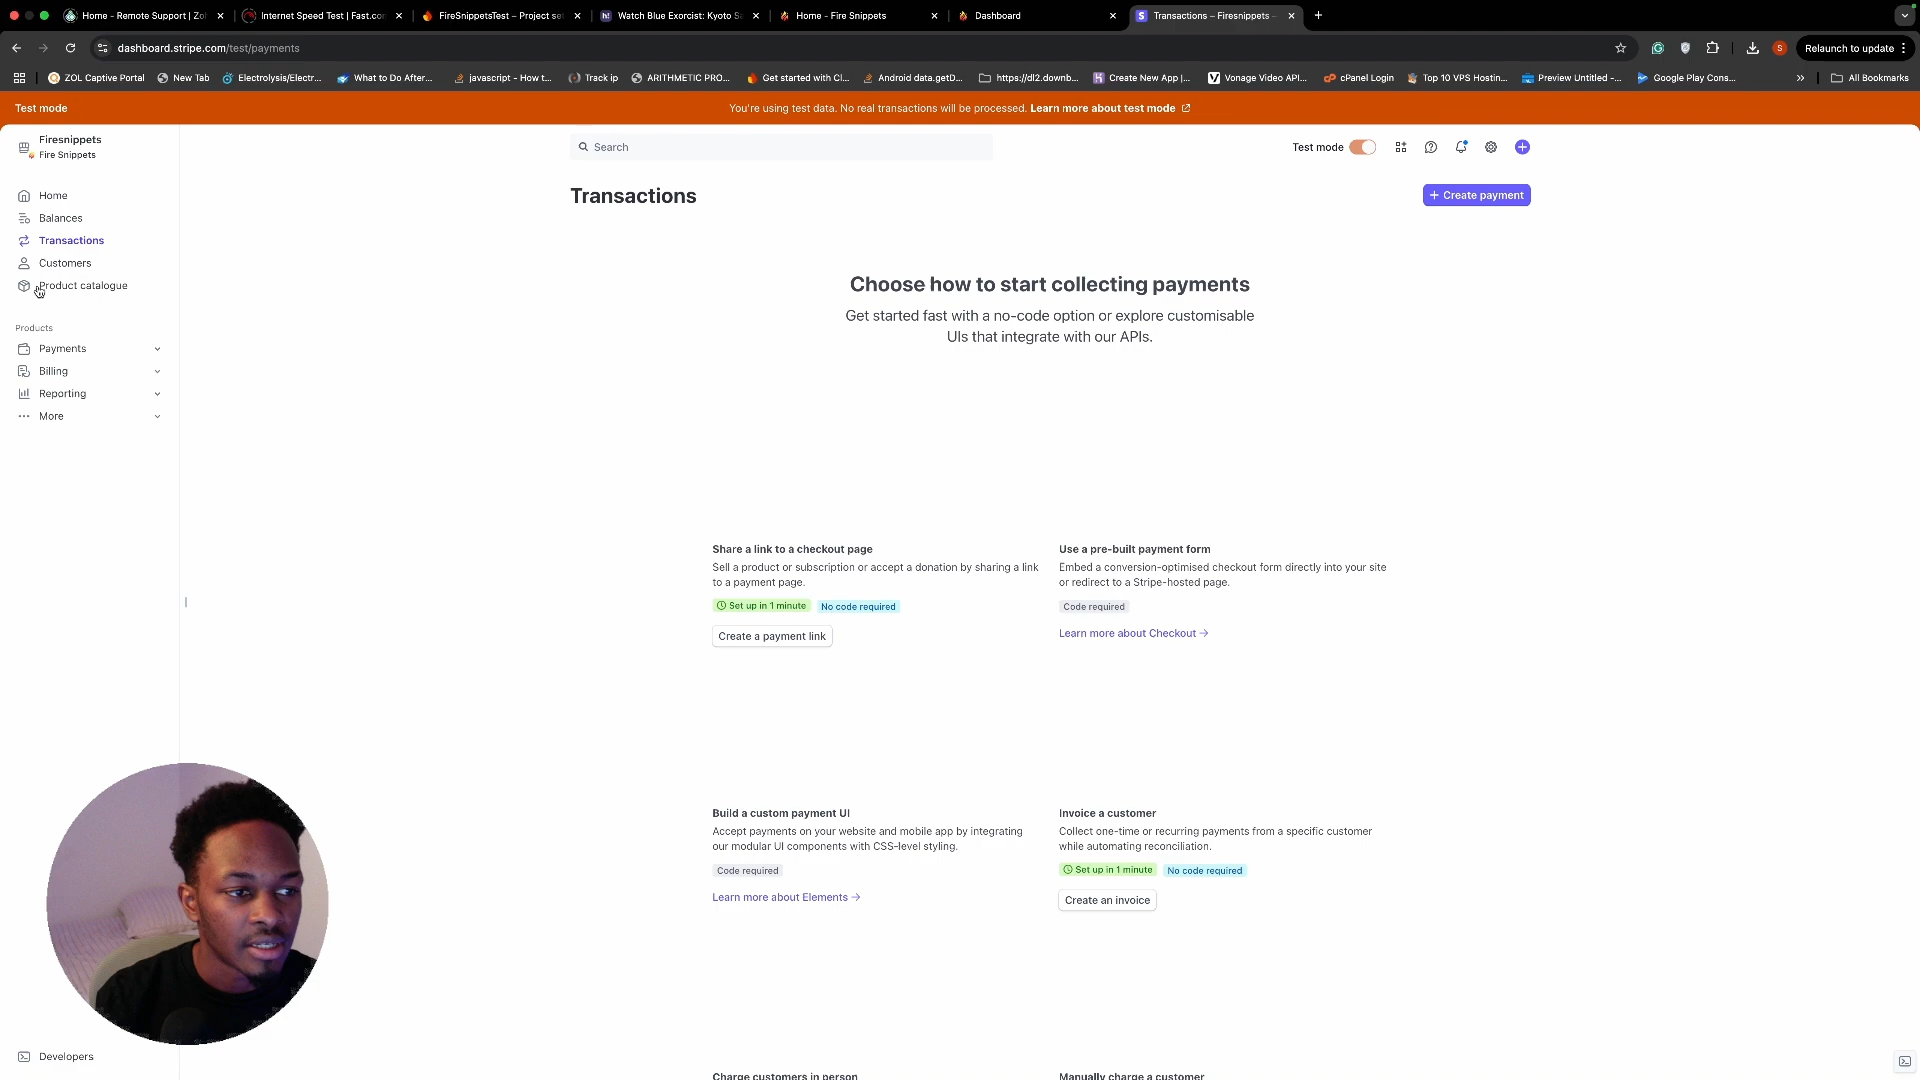 Home - Remote Support | Zo
Internet Speed Test | Fast.co
FireSnippetsTest – Project se
h!
Watch Blue Exorcist: Kyoto S
Home - Fire Snippets
Dashboard
S
Transactions – Firesnippets –
dashboard.stripe.com/test/payments
S
Relaunch to update
ZOL Captive Portal
New Tab
Electrolysis/Electr...
What to Do After...
javascript - How t...
Track ip
ARITHMETIC PRO...
Get started with Cl...
Android data.getD...
https://dl2.downb...
Create New App |...
Vonage Video API...
cPanel Login
Top 10 VPS Hostin...
Preview Untitled -...
Google Play Cons...
All Bookmarks
Test mode
You're using test data. No real transactions will be processed. Learn more about test mode
Firesnippets
Fire Snippets
Search
Test mode
Home
Balances
Transactions
Customers
Product catalogue
Products
Payments
Billing
Reporting
More
Developers
Transactions
Create payment
Choose how to start collecting payments
Get started fast with a no-code option or explore customisable
UIs that integrate with our APIs.
Share a link to a checkout page
Sell a product or subscription or accept a donation by sharing a link
to a payment page.
Set up in 1 minute
No code required
Create a payment link
Use a pre-built payment form
Embed a conversion-optimised checkout form directly into your site
or redirect to a Stripe-hosted page.
Code required
Learn more about Checkout →
Build a custom payment UI
Accept payments on your website and mobile app by integrating
our modular UI components with CSS-level styling.
Code required
Learn more about Elements →
Invoice a customer
Collect one-time or recurring payments from a specific customer
while automating reconciliation.
Set up in 1 minute
No code required
Create an invoice
Charge customers in person
Manually charge a customer